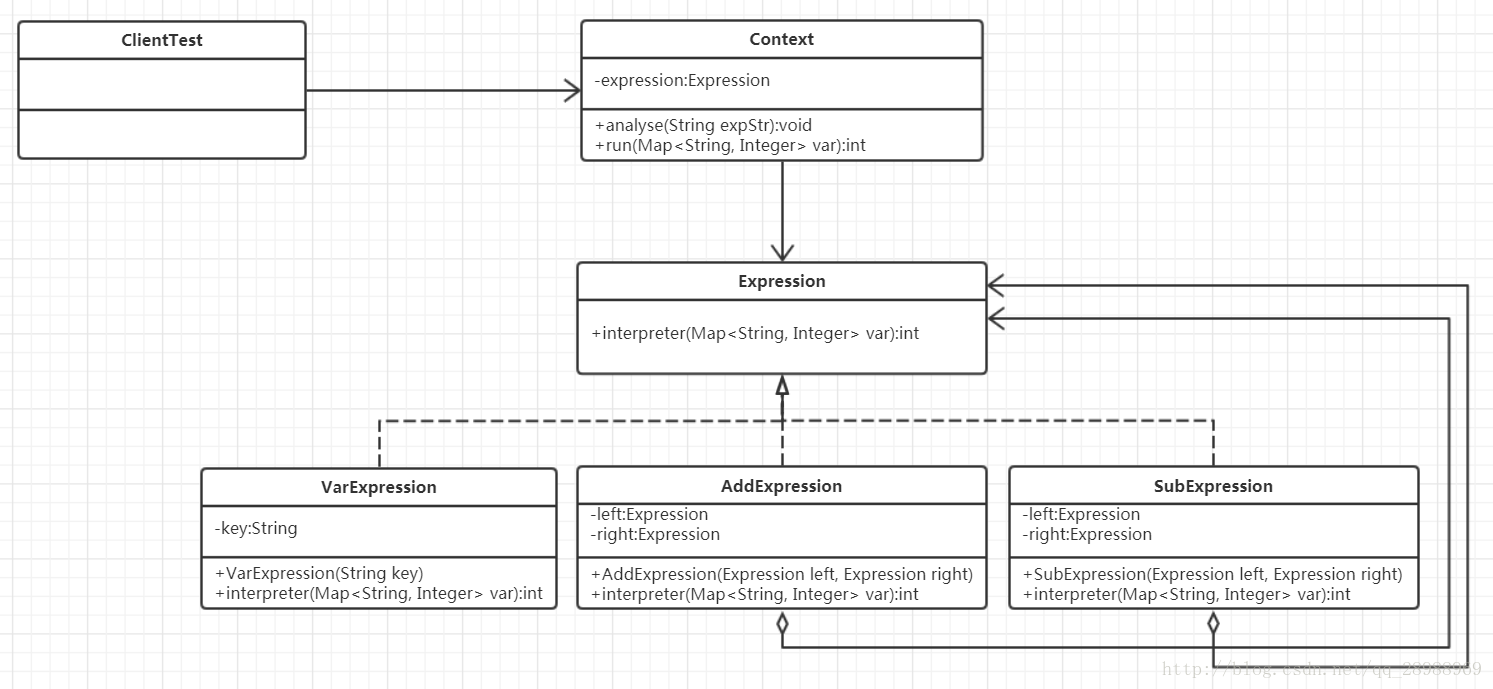 ClientTest
Context
-expression:Expression
+analyse(String expStr):void
+run(Map<String, Integer> var):int
Expression
+interpreter(Map<String, Integer> var):int
VarExpression
-key:String
+VarExpression(String key)
+interpreter(Map<String, Integer> var):int
AddExpression
-left:Expression
-right:Expression
+AddExpression(Expression left, Expression right)
+interpreter(Map<String, Integer> var):int
SubExpression
-left:Expression
-right:Expression
+SubExpression(Expression left, Expression right)
+interpreter(Map<String, Integer> var):int
http://blog.csdn.net/qq_28988969